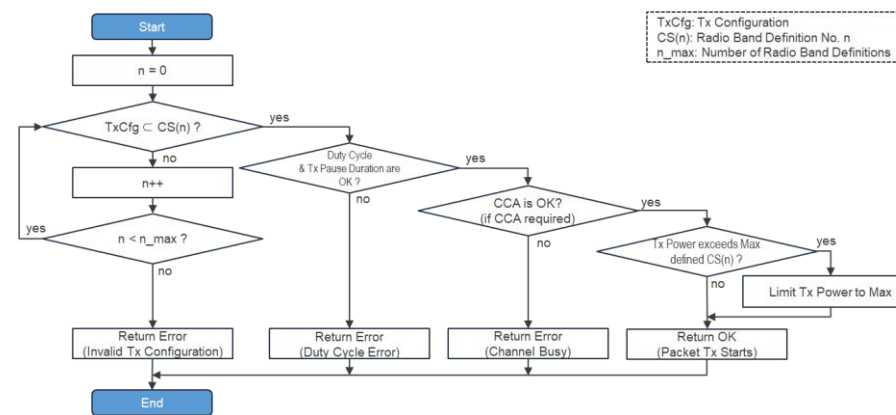 Start
TxCfg: Tx Configuration
CS(n): Radio Band Definition No. n
n_max: Number of Radio Band Definitions
n = 0
TxCfg ⊂ CS(n) ?
yes
no
Duty Cycle
& Tx Pause Duration are
OK ?
yes
no
n++
CCA is OK?
(if CCA required)
yes
no
n < n_max ?
yes
no
Tx Power exceeds Max
defined CS(n) ?
yes
no
Limit Tx Power to Max
Return Error
(Invalid Tx Configuration)
Return Error
(Duty Cycle Error)
Return Error
(Channel Busy)
Return OK
(Packet Tx Starts)
End